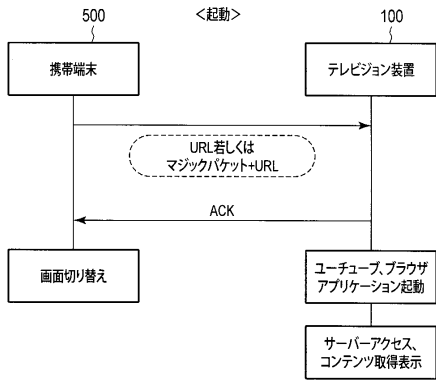 500
<起動>
100
携帯端末
テレビジョン装置
URL若しくは
マジックパケット+URL
ACK
画面切り替え
ユーチューブ、ブラウザ
アプリケーション起動
サーバーアクセス、
コンテンツ取得表示